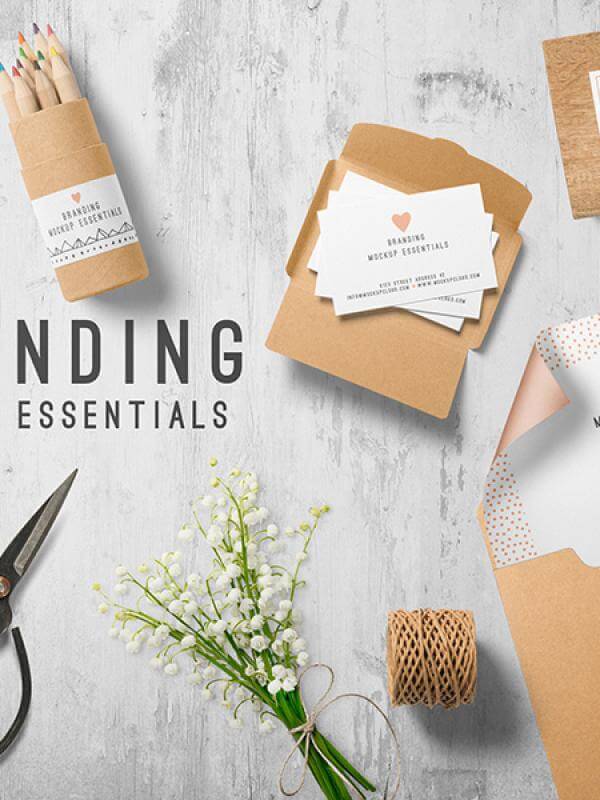 BRANDING
MOCKUP ESSENTIALS
BRANDING
MOCKUP ESSENTIALS
NDING
ESSENTIALS